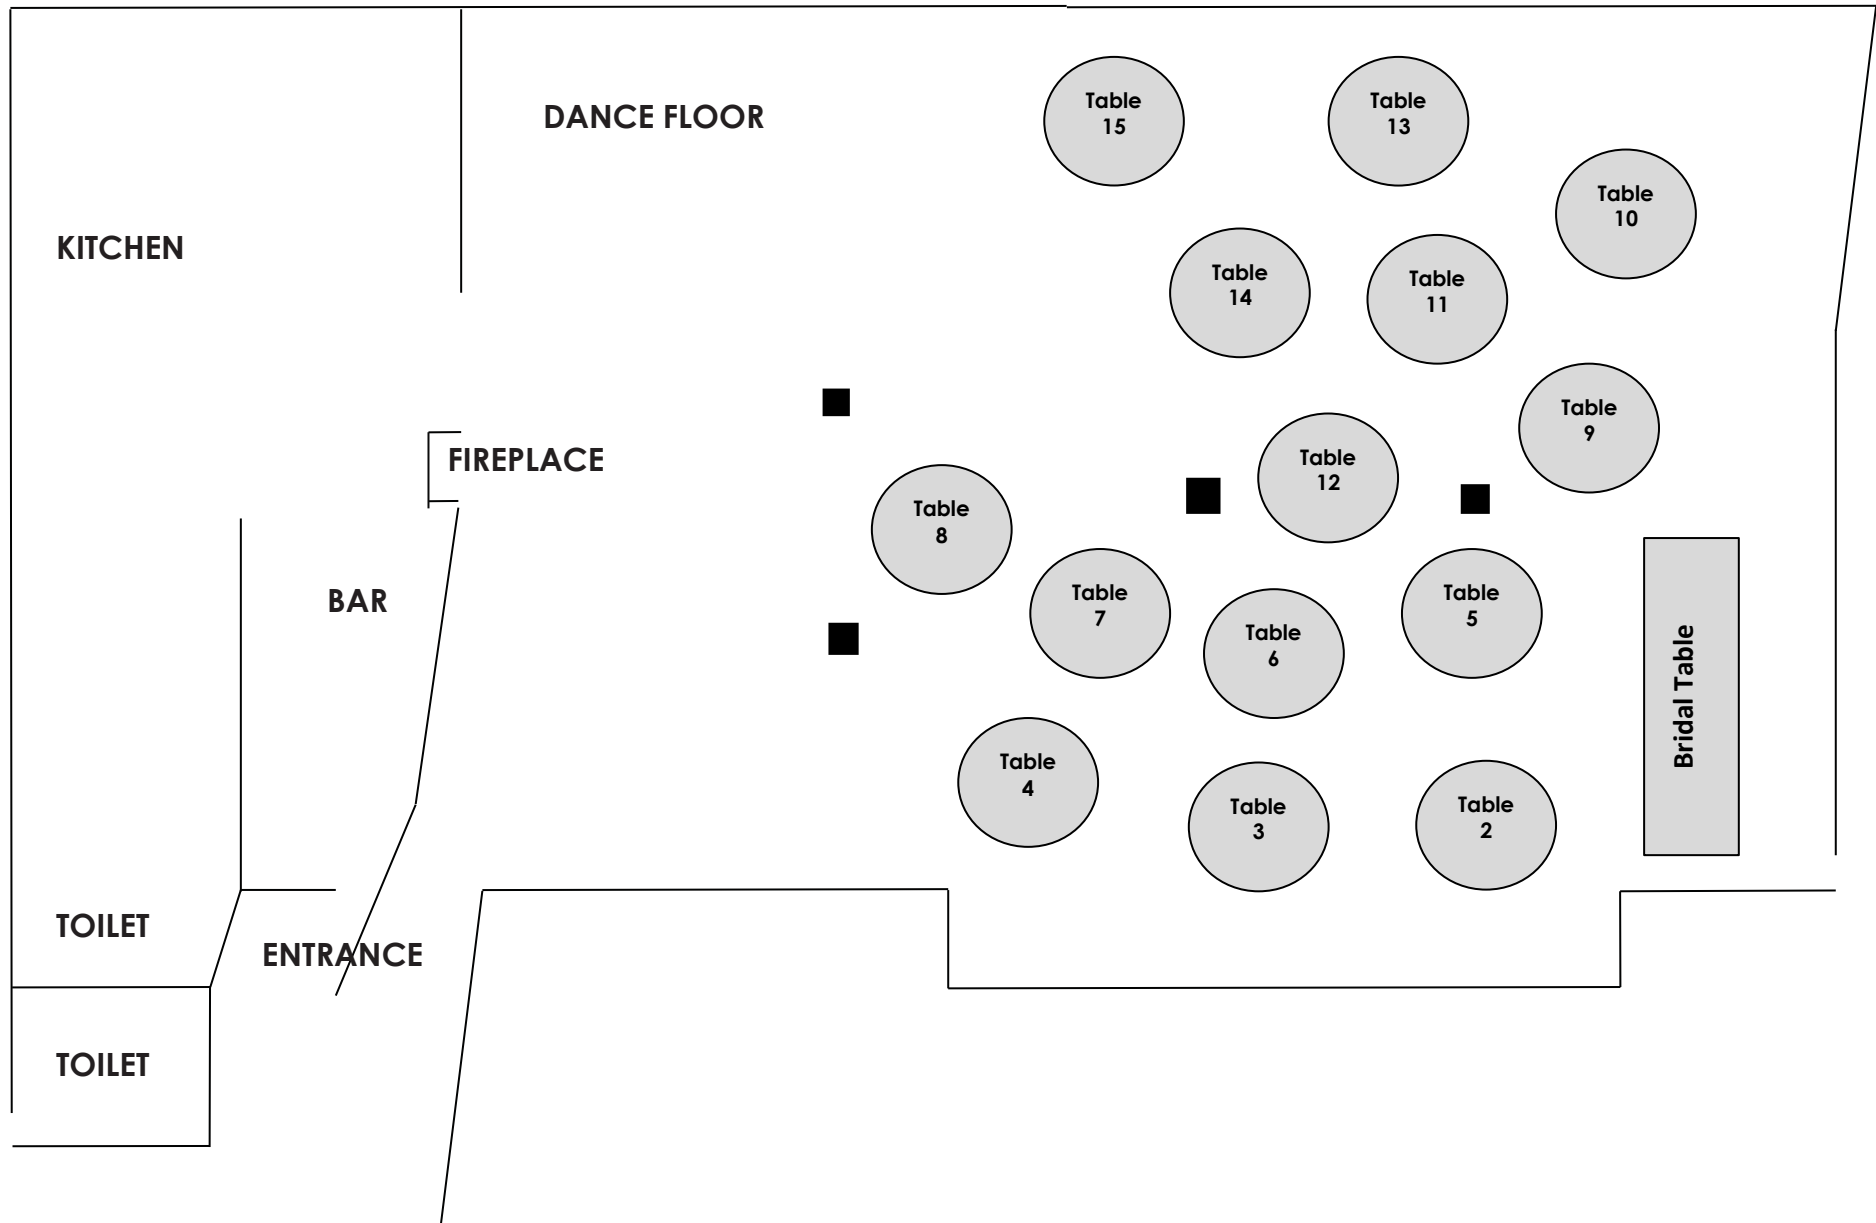 DANCE FLOOR
Table
15
Table
13
Table
10
KITCHEN
Table
14
Table
11
Table
9
FIREPLACE
Table
12
Table
8
BAR
Table
7
Table
6
Table
5
Bridal Table
Table
4
Table
3
Table
2
TOILET
ENTRANCE
TOILET